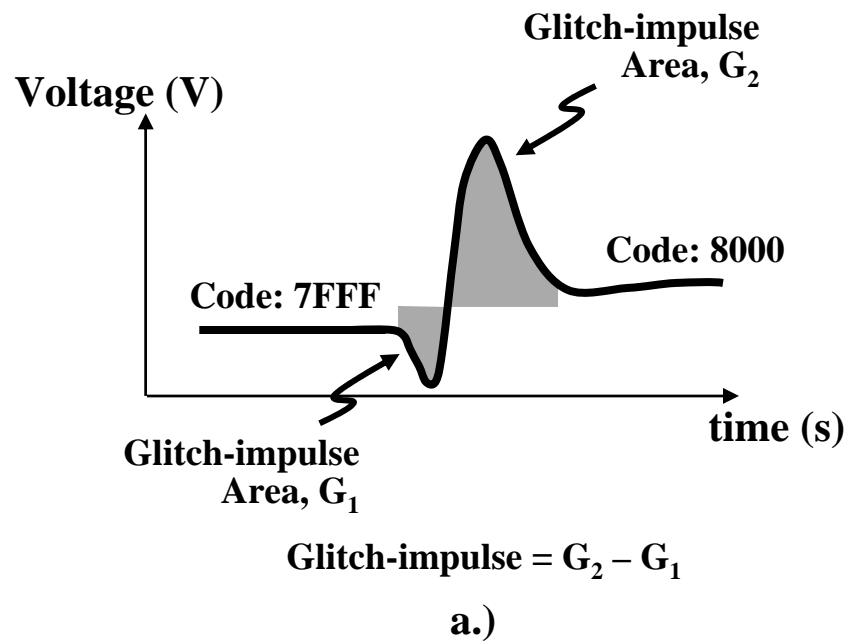 Glitch-impulse
Area, G₂
Voltage (V)
Code: 8000
Code: 7FFF
time (s)
Glitch-impulse
Area, G₁
Glitch-impulse = G₂ – G₁
a.)